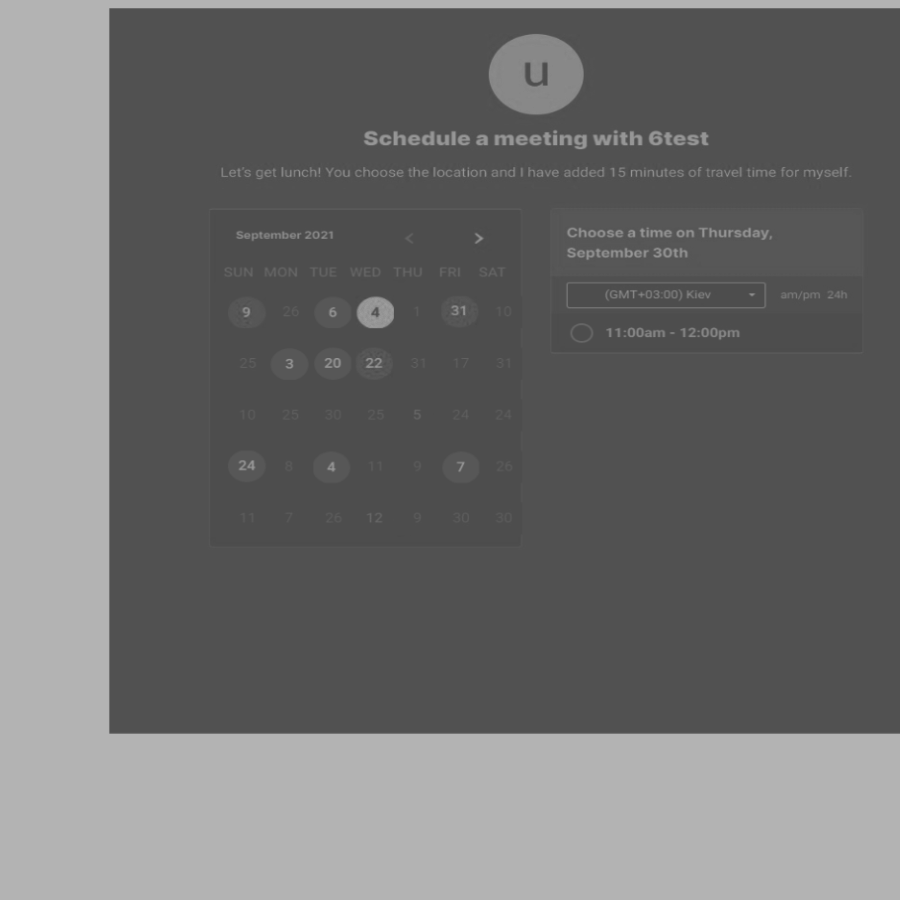 u
Schedule a meeting with 6test
Let's get lunch! You choose the location and I have added 15 minutes of travel time for myself.
September 2021 < >
SUN MON TUE WED THU FRI SAT
9 26 6 4 1 31 10
25 3 20 22 31 17 31
10 25 30 25 5 24 24
24 8 4 11 9 7 26
11 7 26 12 9 30 30
Choose a time on Thursday,
September 30th
(GMT+03:00) Kiev am/pm 24h
11:00am - 12:00pm